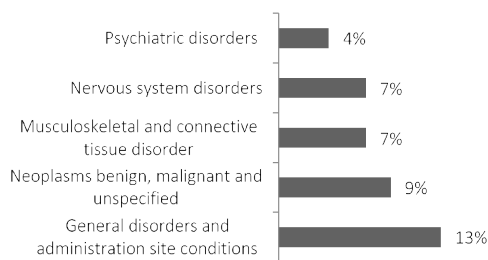 Psychiatric disorders 4%
Nervous system disorders 7%
Musculoskeletal and connective
tissue disorder 7%
Neoplasms benign, malignant and
unspecified 9%
General disorders and
administration site conditions 13%